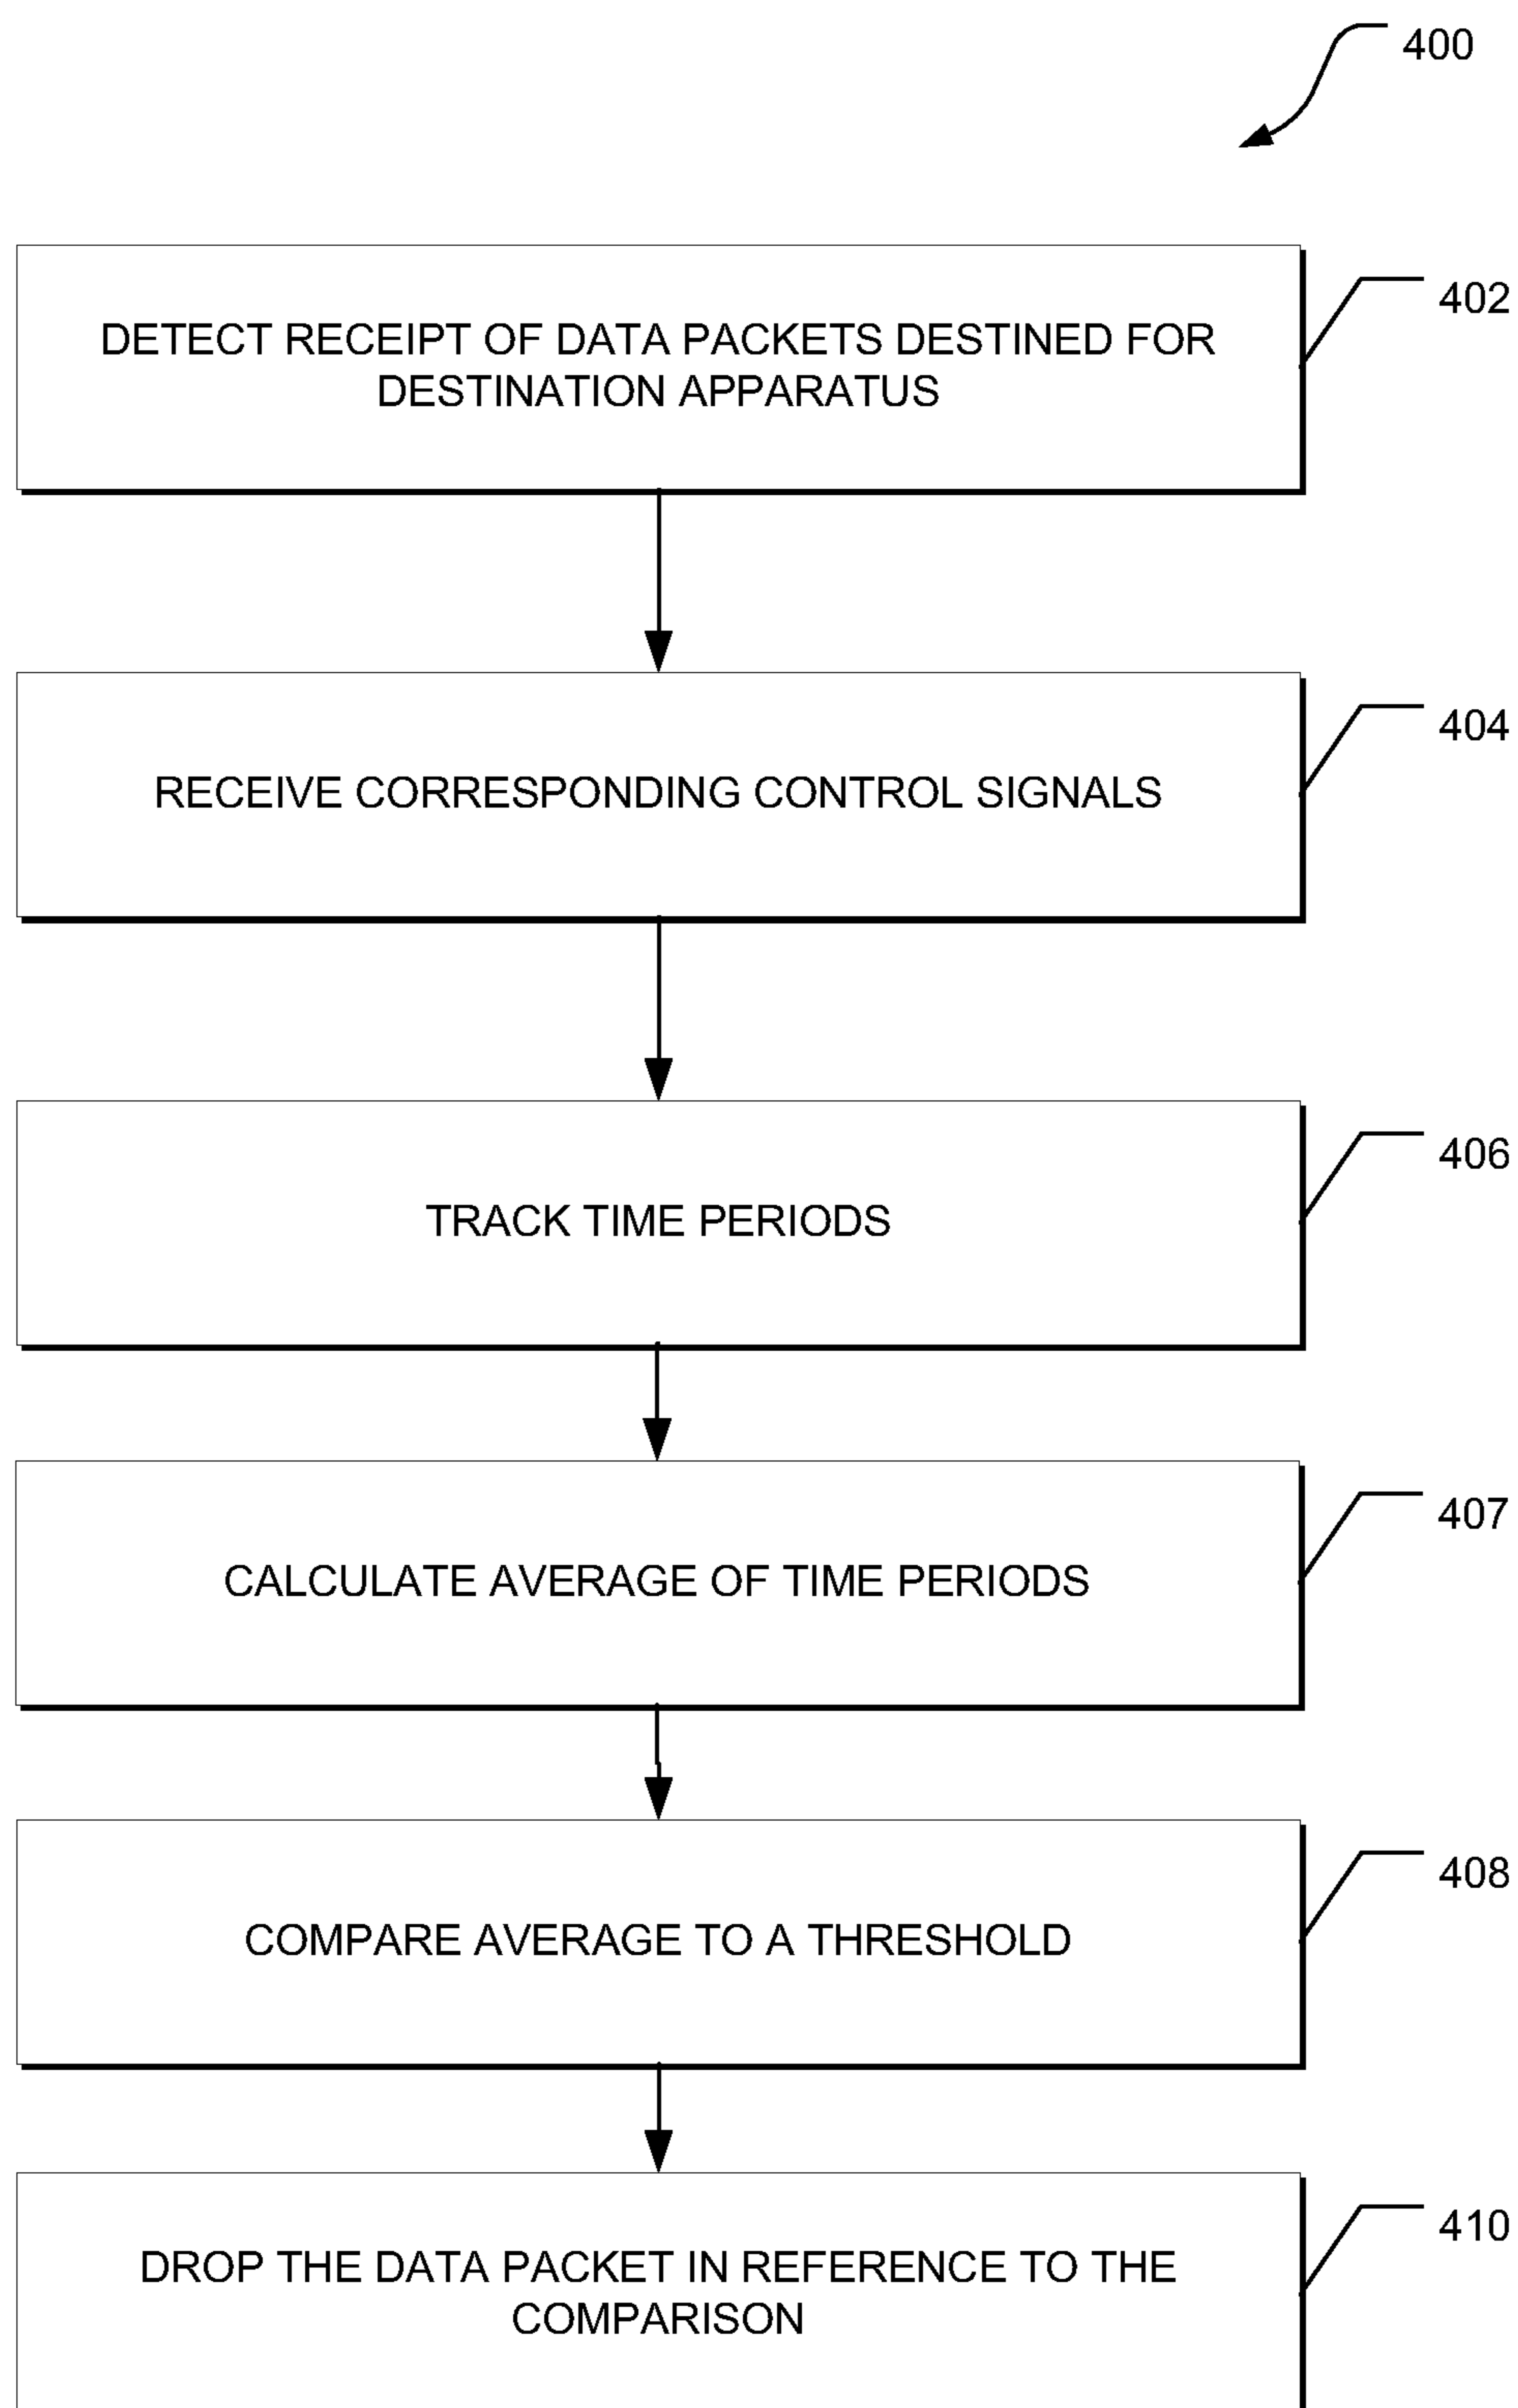 400
DETECT RECEIPT OF DATA PACKETS DESTINED FOR
DESTINATION APPARATUS
402
RECEIVE CORRESPONDING CONTROL SIGNALS
404
TRACK TIME PERIODS
406
CALCULATE AVERAGE OF TIME PERIODS
407
COMPARE AVERAGE TO A THRESHOLD
408
DROP THE DATA PACKET IN REFERENCE TO THE
COMPARISON
410